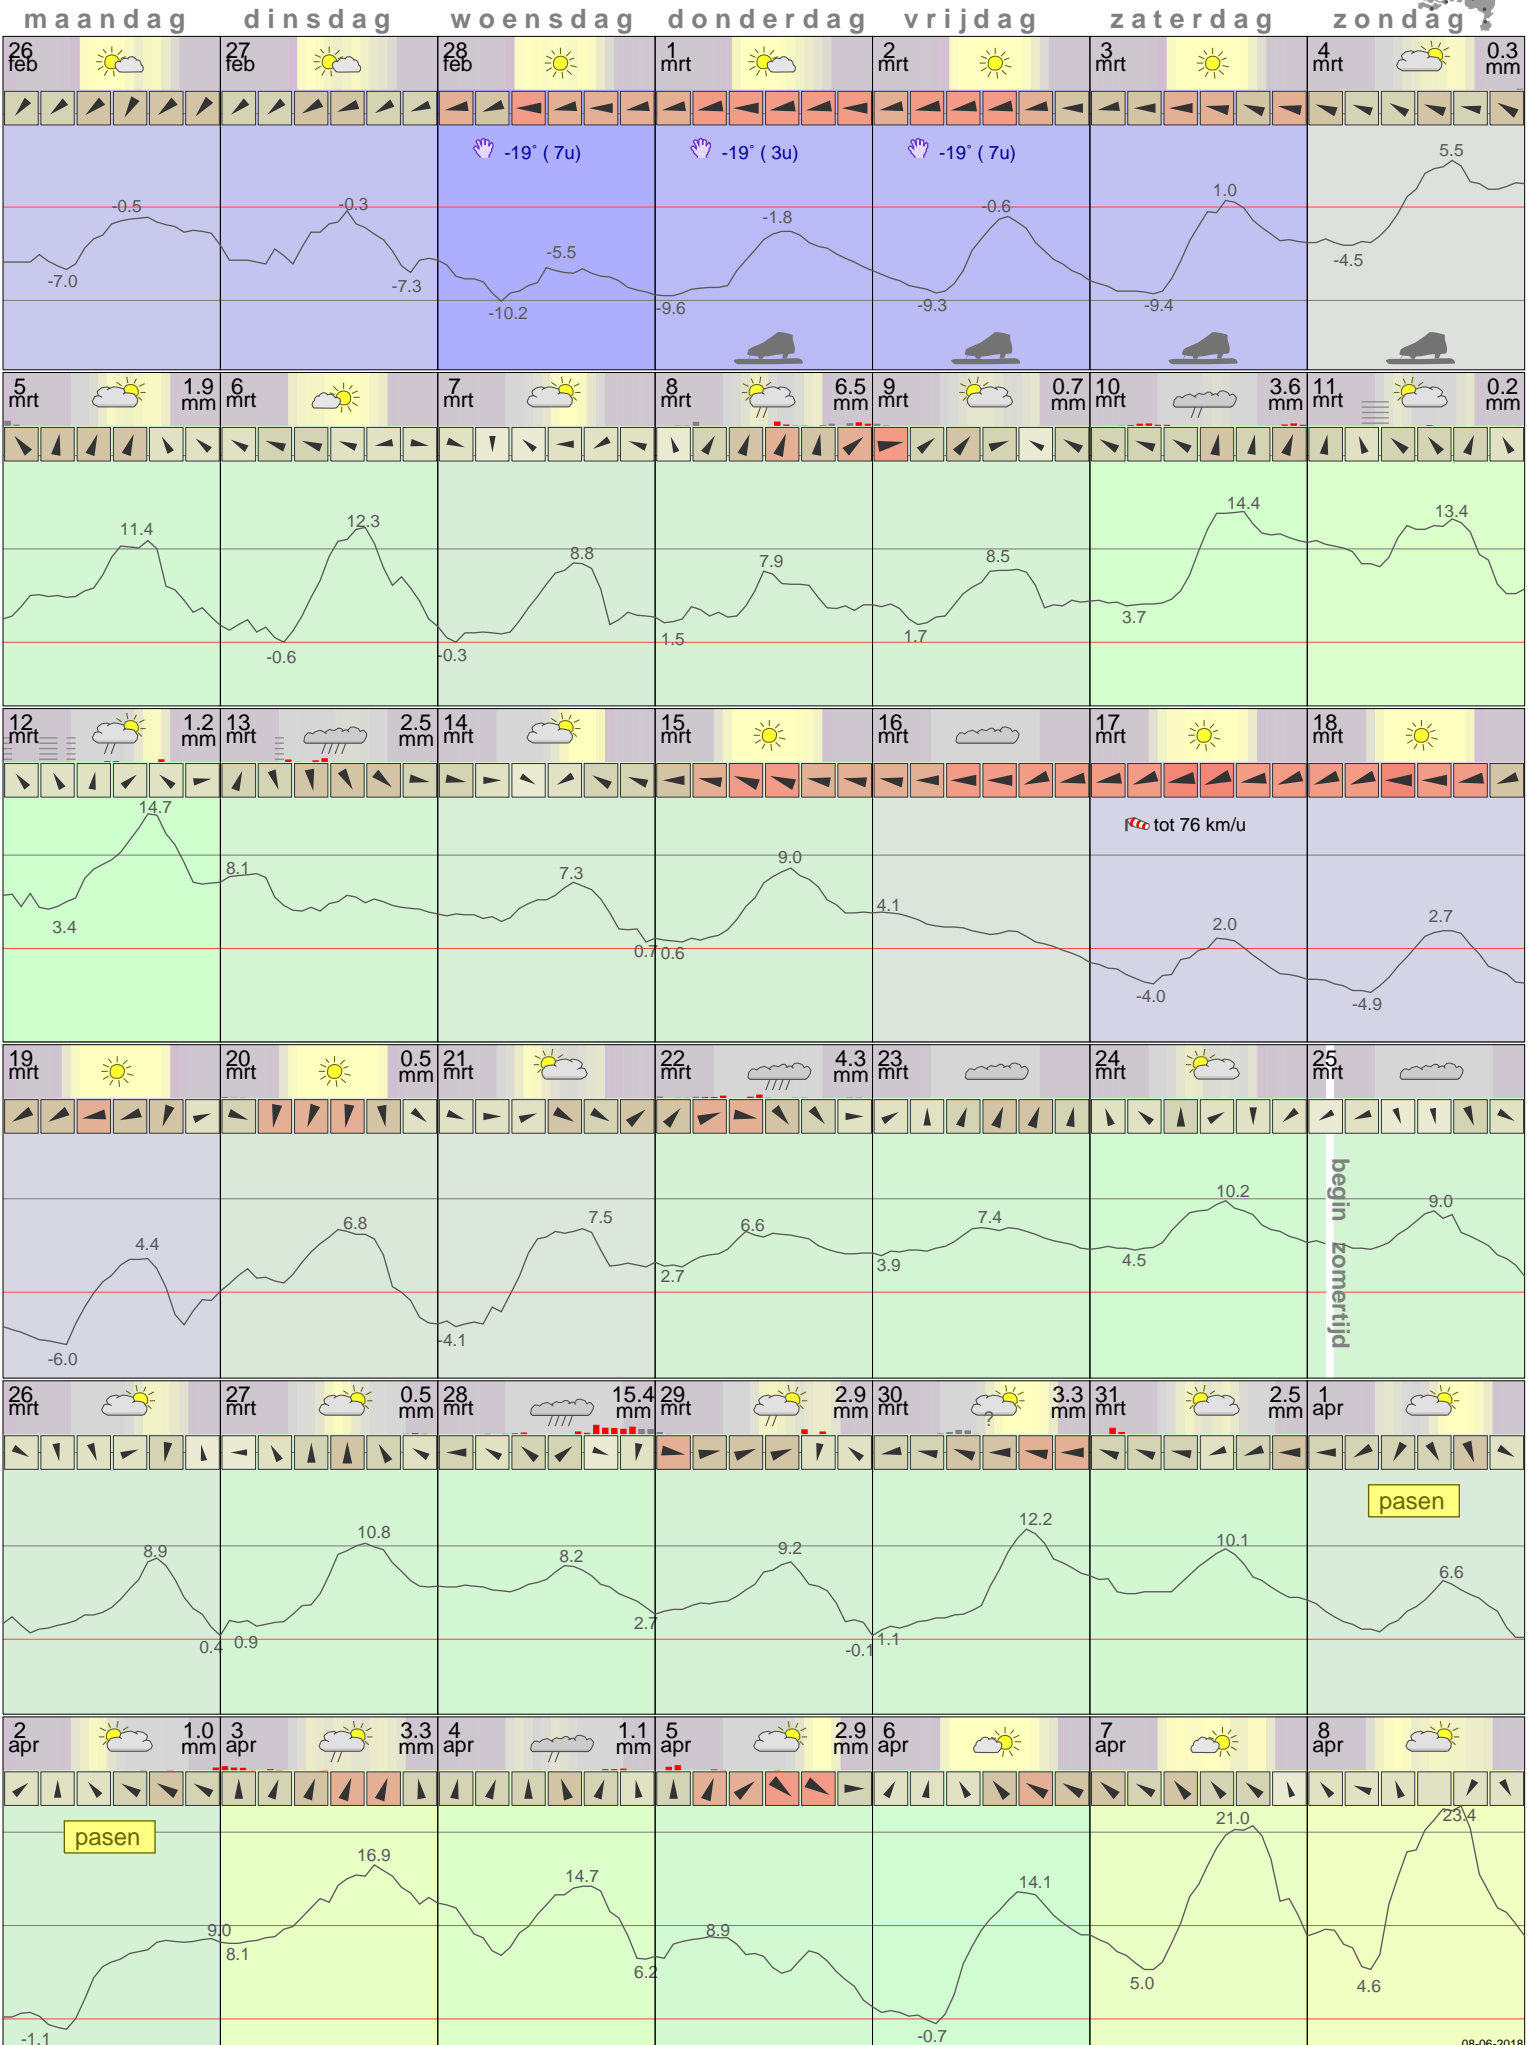 maandag dinsdag woensdag donderdag vrijdag zaterdag zondag
26 feb 27 feb 28 feb 1 mrt 2 mrt 3 mrt 4 mrt 0.3 mm
-19° ( 7u) -19° ( 3u) -19° ( 7u)
-0.5 -0.3 -5.5 -1.8 -0.6 1.0 5.5
-7.0 -7.3 -10.2 -9.6 -9.3 -9.4 -4.5
5 mrt 1.9 mm 6 mrt 7 mrt 8 mrt 6.5 mm 9 mrt 0.7 mm 10 mrt 3.6 mm 11 mrt 0.2 mm
11.4 12.3 8.8 7.9 8.5 14.4 13.4
-0.6 -0.3 1.5 1.7 3.7
12 mrt 1.2 mm 13 mrt 2.5 mm 14 mrt 15 mrt 16 mrt 17 mrt 18 mrt
tot 76 km/u
14.7 8.1 7.3 9.0 4.1 2.0 2.7
3.4 0.7 0.6 -4.0 -4.9
19 mrt 20 mrt 0.5 mm 21 mrt 22 mrt 4.3 mm 23 mrt 24 mrt 25 mrt
begin zomertijd
4.4 6.8 7.5 6.6 7.4 10.2 9.0
-6.0 -4.1 2.7 3.9 4.5
26 mrt 27 mrt 0.5 mm 28 mrt 15.4 mm 29 mrt 2.9 mm 30 mrt ? 3.3 mm 31 mrt 2.5 mm 1 apr
pasen
8.9 10.8 8.2 9.2 12.2 10.1 6.6
0.4 0.9 2.7 -0.1 1.1
2 apr 1.0 mm 3 apr 3.3 mm 4 apr 1.1 mm 5 apr 2.9 mm 6 apr 7 apr 8 apr
pasen
9.0 16.9 14.7 8.9 14.1 21.0 23.4
-1.1 8.1 6.2 -0.7 5.0 4.6
08-06-2018